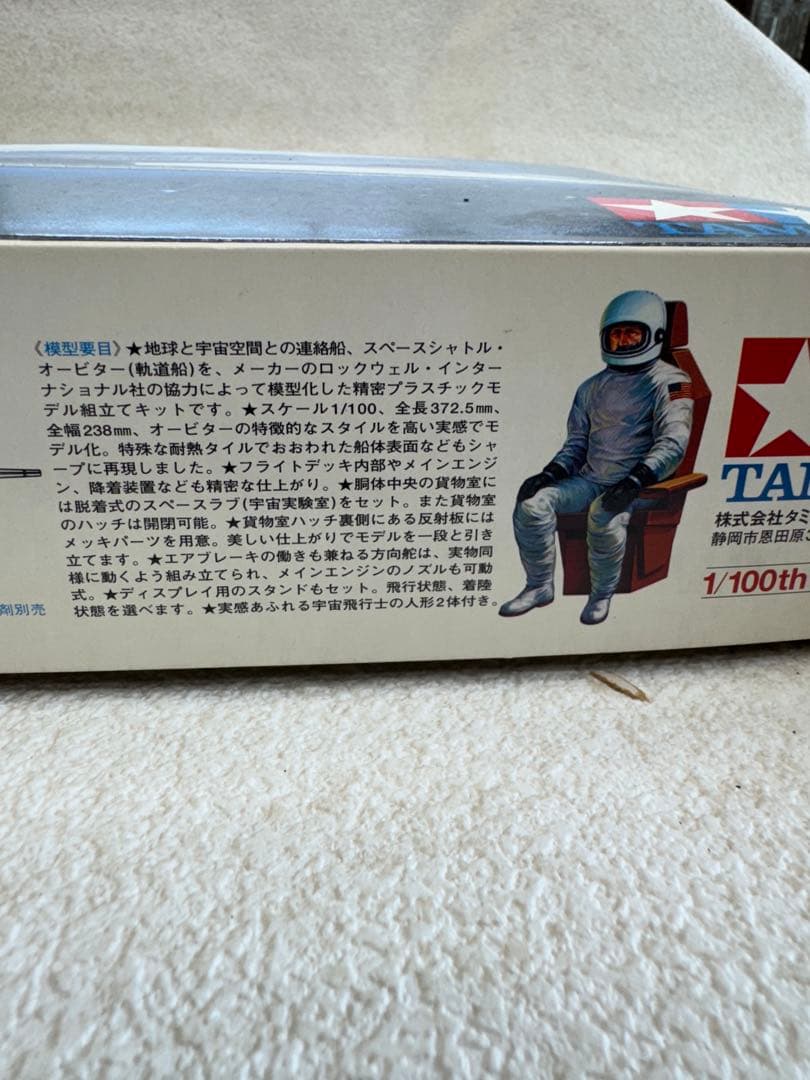 TAM
《模型要目》★地球と宇宙空間との連絡船、スペースシャトル・
オービター(軌道船)を、メーカーのロックウェル・インター
ナショナル社の協力によって模型化した精密プラスチックモ
デル組立てキットです。★スケール1/100、全長372.5㎜、
全幅238㎜、オービターの特徴的なスタイルを高い実感でモ
デル化。特殊な耐熱タイルでおおわれた船体表面などもシャ
ープに再現しました。★フライトデッキ内部やメインエンジ
ン、降着装置なども精密な仕上がり。★胴体中央の貨物室に
は脱着式のスペースラブ(宇宙実験室)をセット。また貨物室
のハッチは開閉可能。★貨物室ハッチ裏側にある反射板には
メッキパーツを用意。美しい仕上がりでモデルを一段と引き
立てます。★エアブレーキの働きも兼ねる方向舵は、実物同
様に動くよう組み立てられ、メインエンジンのノズルも可動
式。★ディスプレイ用のスタンドもセット。飛行状態、着陸
状態を選べます。★実感あふれる宇宙飛行士の人形2体付き。
剤別売
TAM
株式会社タミ
静岡市恩田原3
1/100th